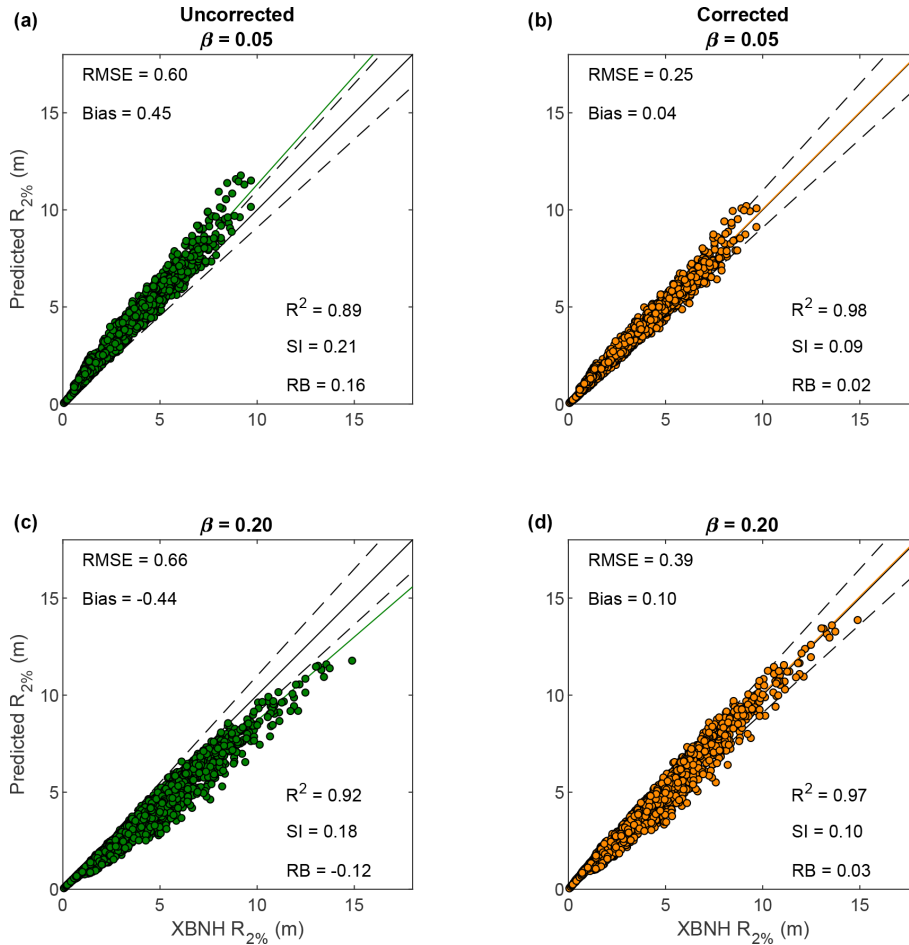 Uncorrected
(a)
β = 0.05
RMSE = 0.60
Bias = 0.45
R² = 0.89
SI = 0.21
RB = 0.16
Predicted R2% (m)
15
10
5
0
0 5 10 15
Corrected
(b)
β = 0.05
RMSE = 0.25
Bias = 0.04
R² = 0.98
SI = 0.09
RB = 0.02
15
10
5
0
0 5 10 15
(c)
β = 0.20
RMSE = 0.66
Bias = -0.44
R² = 0.92
SI = 0.18
RB = -0.12
Predicted R2% (m)
15
10
5
0
0 5 10 15
XBNH R2% (m)
(d)
β = 0.20
RMSE = 0.39
Bias = 0.10
R² = 0.97
SI = 0.10
RB = 0.03
15
10
5
0
0 5 10 15
XBNH R2% (m)